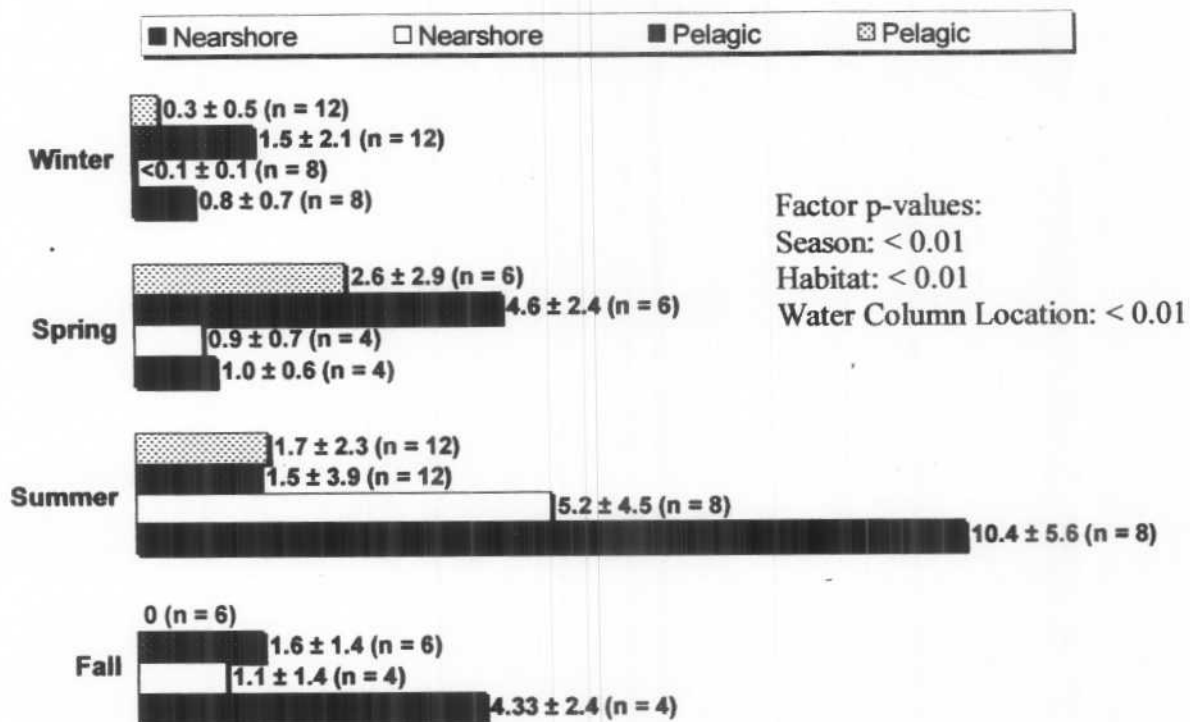 Nearshore Nearshore Pelagic Pelagic
Winter
0.3 ± 0.5 (n = 12)
1.5 ± 2.1 (n = 12)
<0.1 ± 0.1 (n = 8)
0.8 ± 0.7 (n = 8)
Factor p-values:
Season: < 0.01
Habitat: < 0.01
Water Column Location: < 0.01
Spring
2.6 ± 2.9 (n = 6)
4.6 ± 2.4 (n = 6)
0.9 ± 0.7 (n = 4)
1.0 ± 0.6 (n = 4)
Summer
1.7 ± 2.3 (n = 12)
1.5 ± 3.9 (n = 12)
5.2 ± 4.5 (n = 8)
10.4 ± 5.6 (n = 8)
Fall
0 (n = 6)
1.6 ± 1.4 (n = 6)
1.1 ± 1.4 (n = 4)
4.33 ± 2.4 (n = 4)